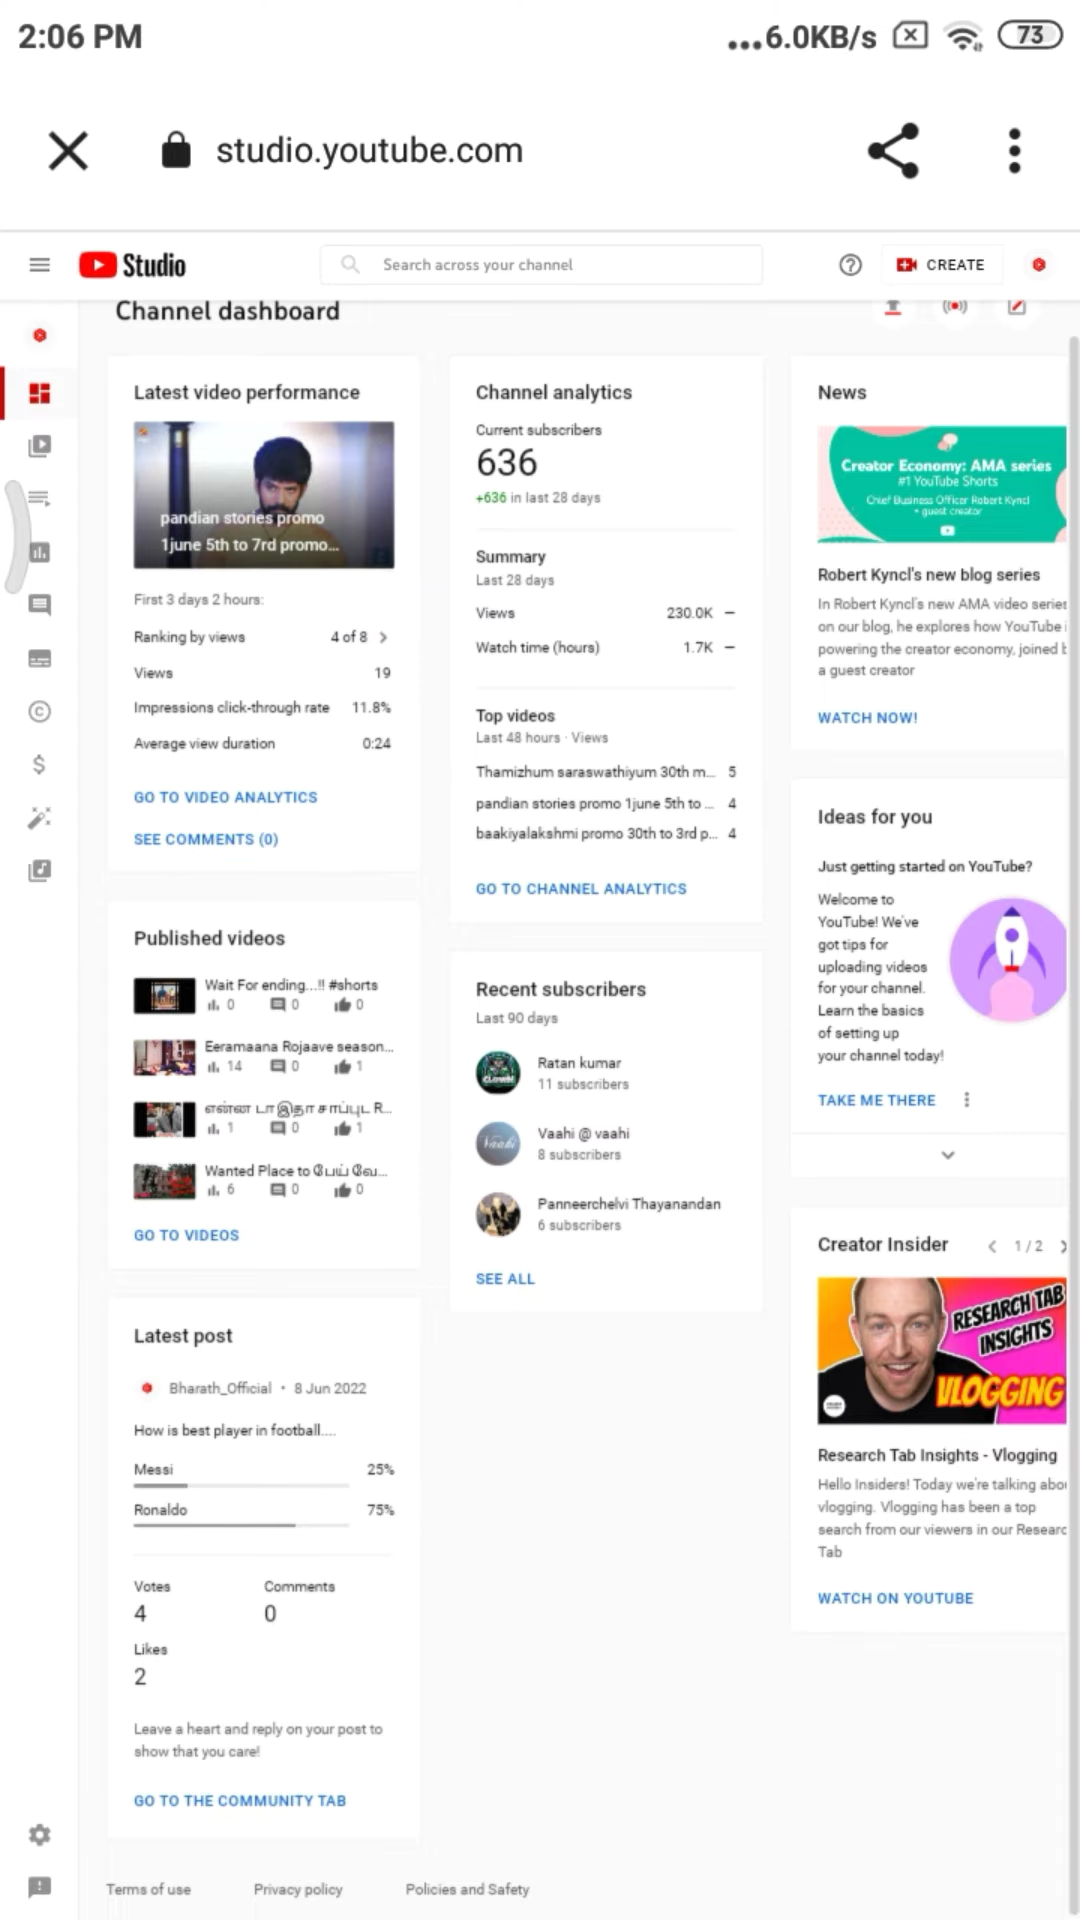 2:06 PM
...6.0KB/s
73
studio.youtube.com
Studio
Search across your channel
CREATE
Channel dashboard
Latest video performance
pandian stories promo
1june 5th to 7rd promo...
First 3 days 2 hours:
Ranking by views 4 of 8
Views 19
Impressions click-through rate 11.8%
Average view duration 0:24
GO TO VIDEO ANALYTICS
SEE COMMENTS (0)
Published videos
Wait For ending...!! #shorts
0 0 0
Eeramaana Rojaave season...
14 0 1
என்ன டா இதா சாப்புட R...
1 0 1
Wanted Place to பேய் வே...
6 0 0
GO TO VIDEOS
Latest post
Bharath_Official • 8 Jun 2022
How is best player in football....
Messi 25%
Ronaldo 75%
Votes Comments
4 0
Likes
2
Leave a heart and reply on your post to
show that you care!
GO TO THE COMMUNITY TAB
Channel analytics
Current subscribers
636
+636 in last 28 days
Summary
Last 28 days
Views 230.0K —
Watch time (hours) 1.7K —
Top videos
Last 48 hours · Views
Thamizhum saraswathiyum 30th m... 5
pandian stories promo 1june 5th to ... 4
baakiyalakshmi promo 30th to 3rd p... 4
GO TO CHANNEL ANALYTICS
Recent subscribers
Last 90 days
CLOWN
Ratan kumar
11 subscribers
Vaahi
Vaahi @ vaahi
8 subscribers
Panneerchelvi Thayanandan
6 subscribers
SEE ALL
News
Creator Economy: AMA series
#1 YouTube Shorts
Chief Business Officer Robert Kyncl
+ guest creator
Robert Kyncl's new blog series
In Robert Kyncl's new AMA video series
on our blog, he explores how YouTube i
powering the creator economy, joined b
a guest creator
WATCH NOW!
Ideas for you
Just getting started on YouTube?
Welcome to
YouTube! We've
got tips for
uploading videos
for your channel.
Learn the basics
of setting up
your channel today!
TAKE ME THERE
Creator Insider 1 / 2
RESEARCH TAB
INSIGHTS
VLOGGING
Research Tab Insights - Vlogging
Hello Insiders! Today we're talking abou
vlogging. Vlogging has been a top
search from our viewers in our Researc
Tab
WATCH ON YOUTUBE
Terms of use Privacy policy Policies and Safety